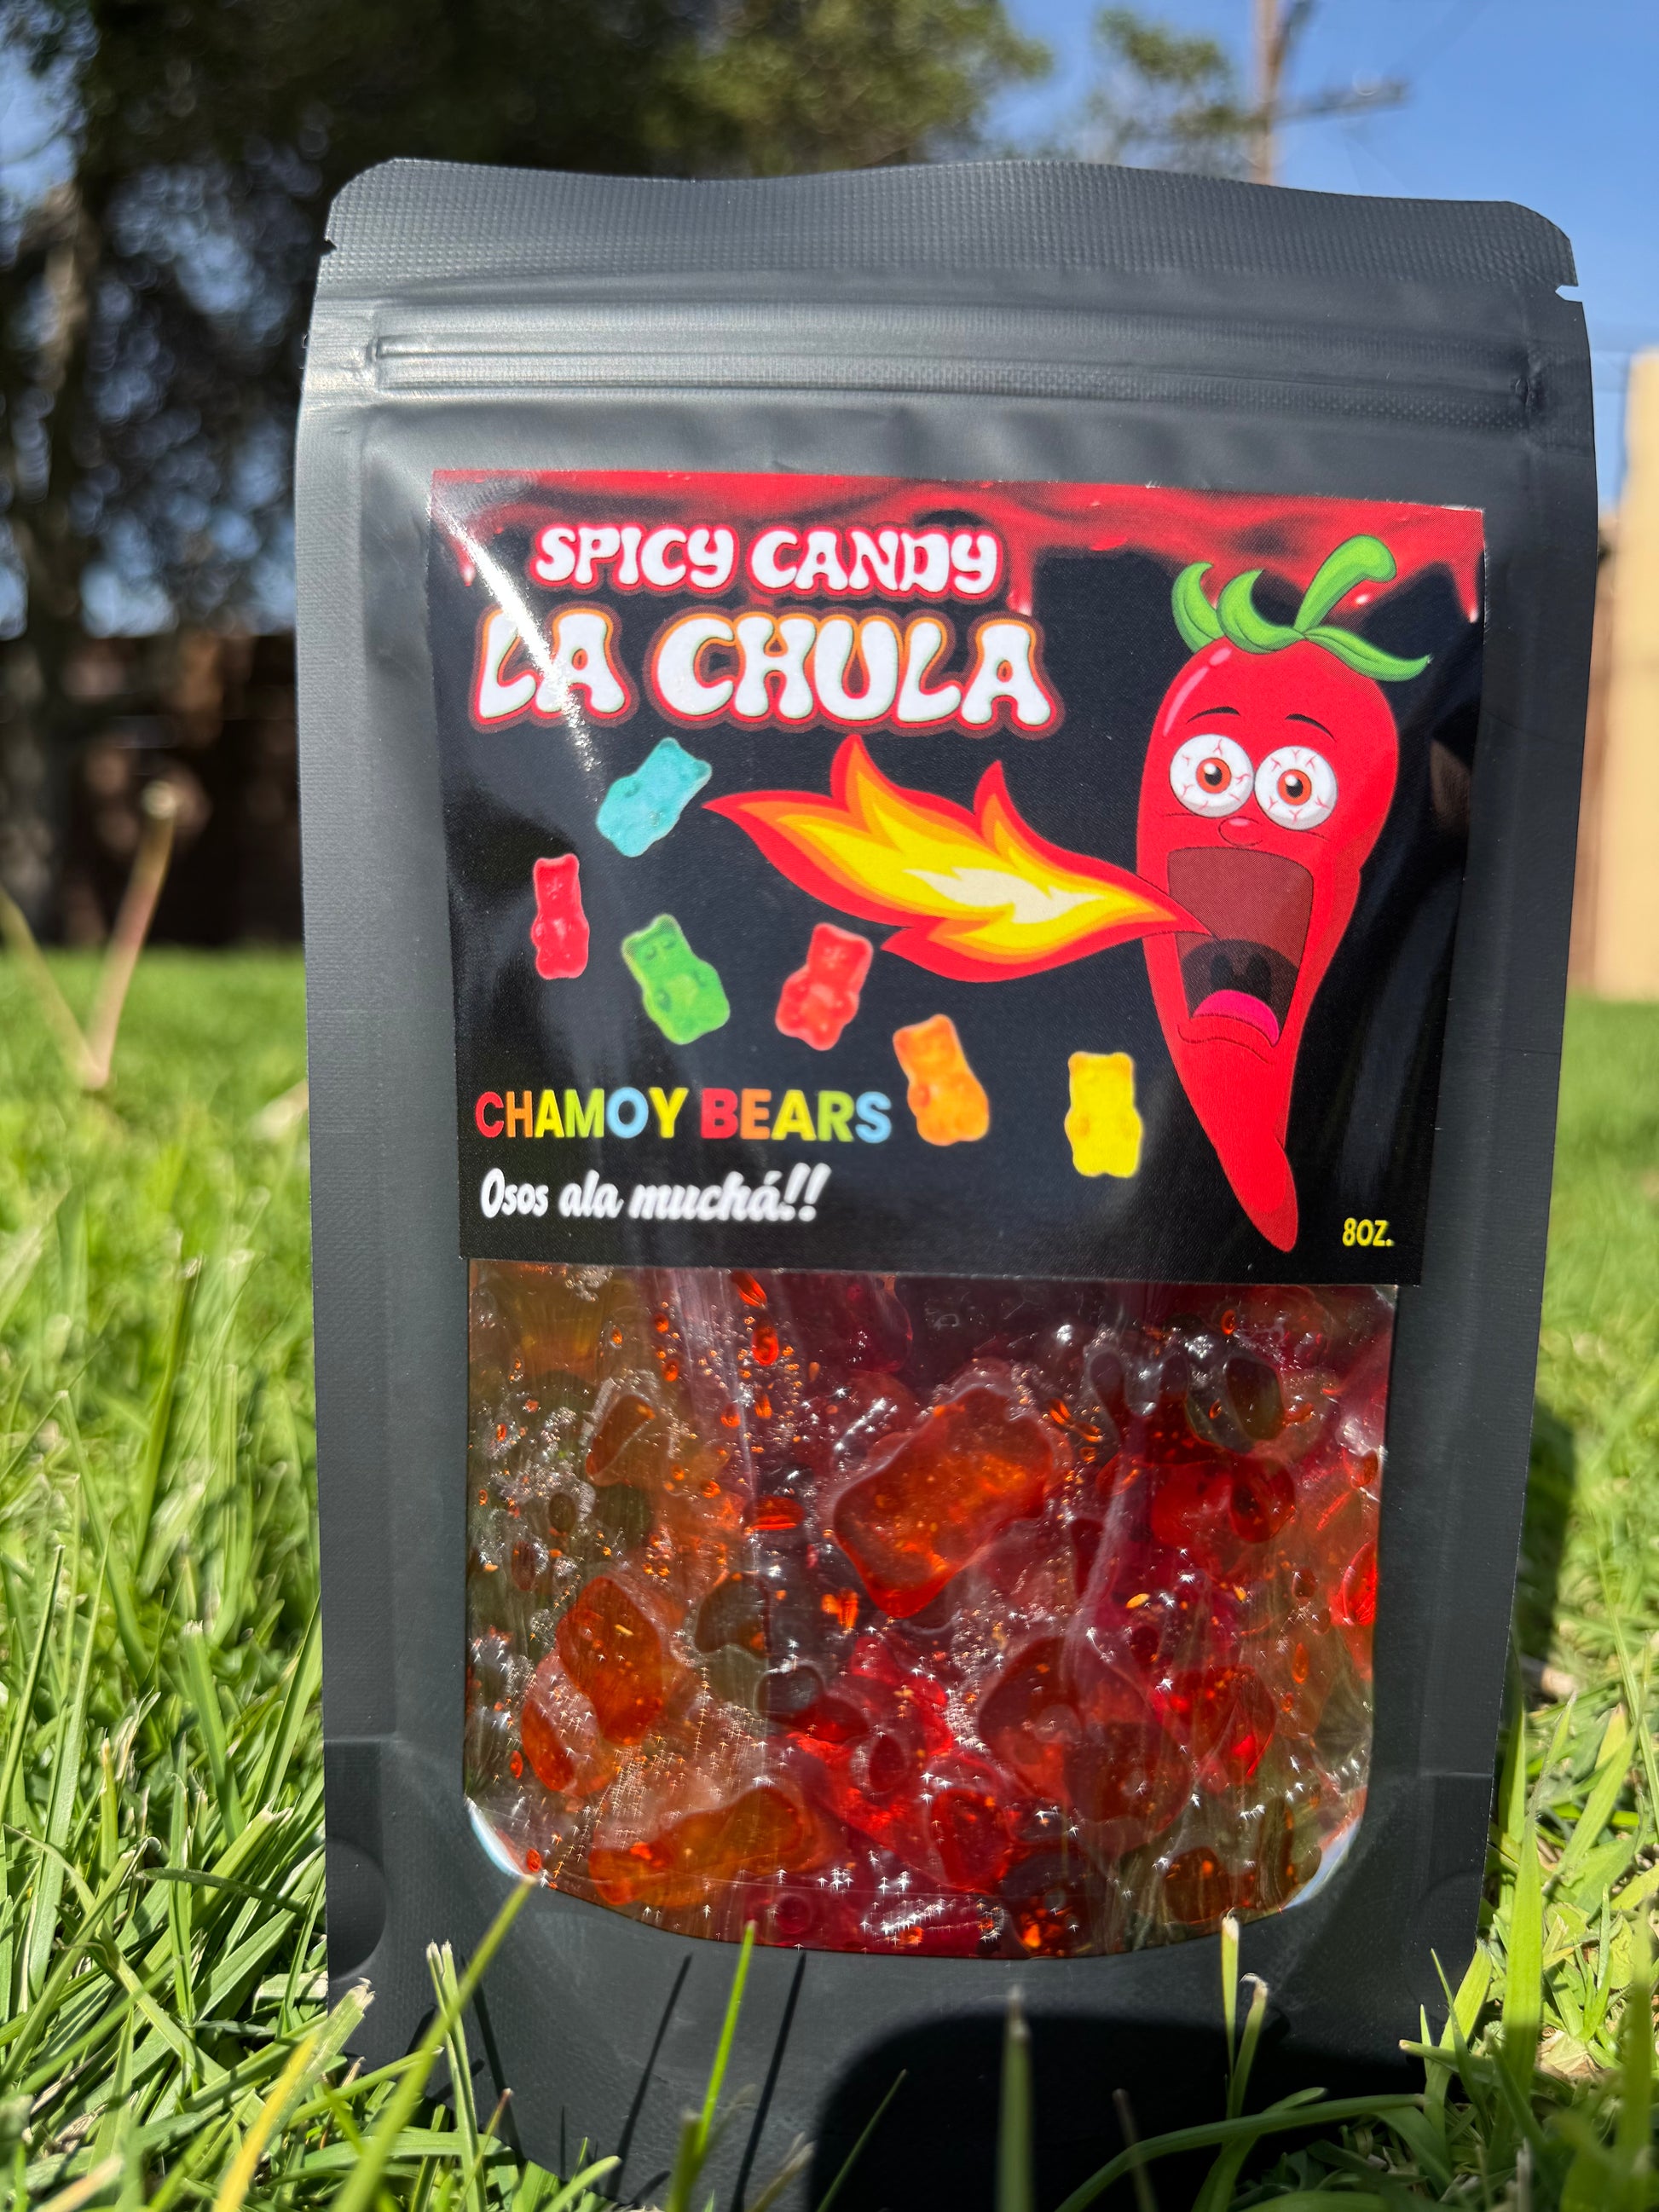 SPICY CANDY
LA CHULA
CHAMOY BEARS
Osos ala muchá!!
8OZ.